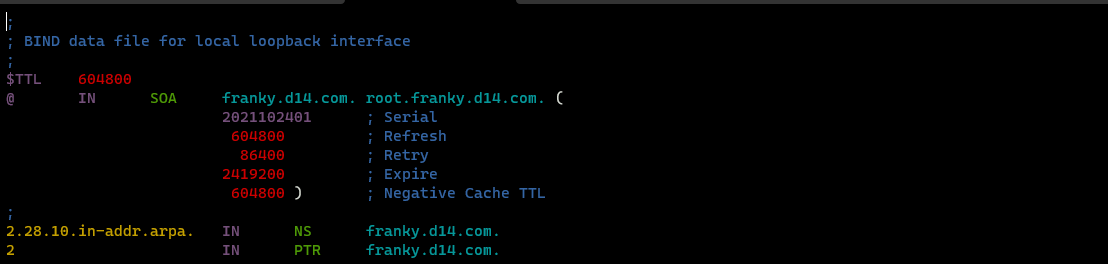 ;
; BIND data file for local loopback interface
;
$TTL    604800
@       IN      SOA     franky.d14.com. root.franky.d14.com. (
                        2021102401      ; Serial
                         604800         ; Refresh
                          86400         ; Retry
                        2419200         ; Expire
                         604800 )       ; Negative Cache TTL
;
2.28.10.in-addr.arpa.   IN      NS      franky.d14.com.
2                       IN      PTR     franky.d14.com.